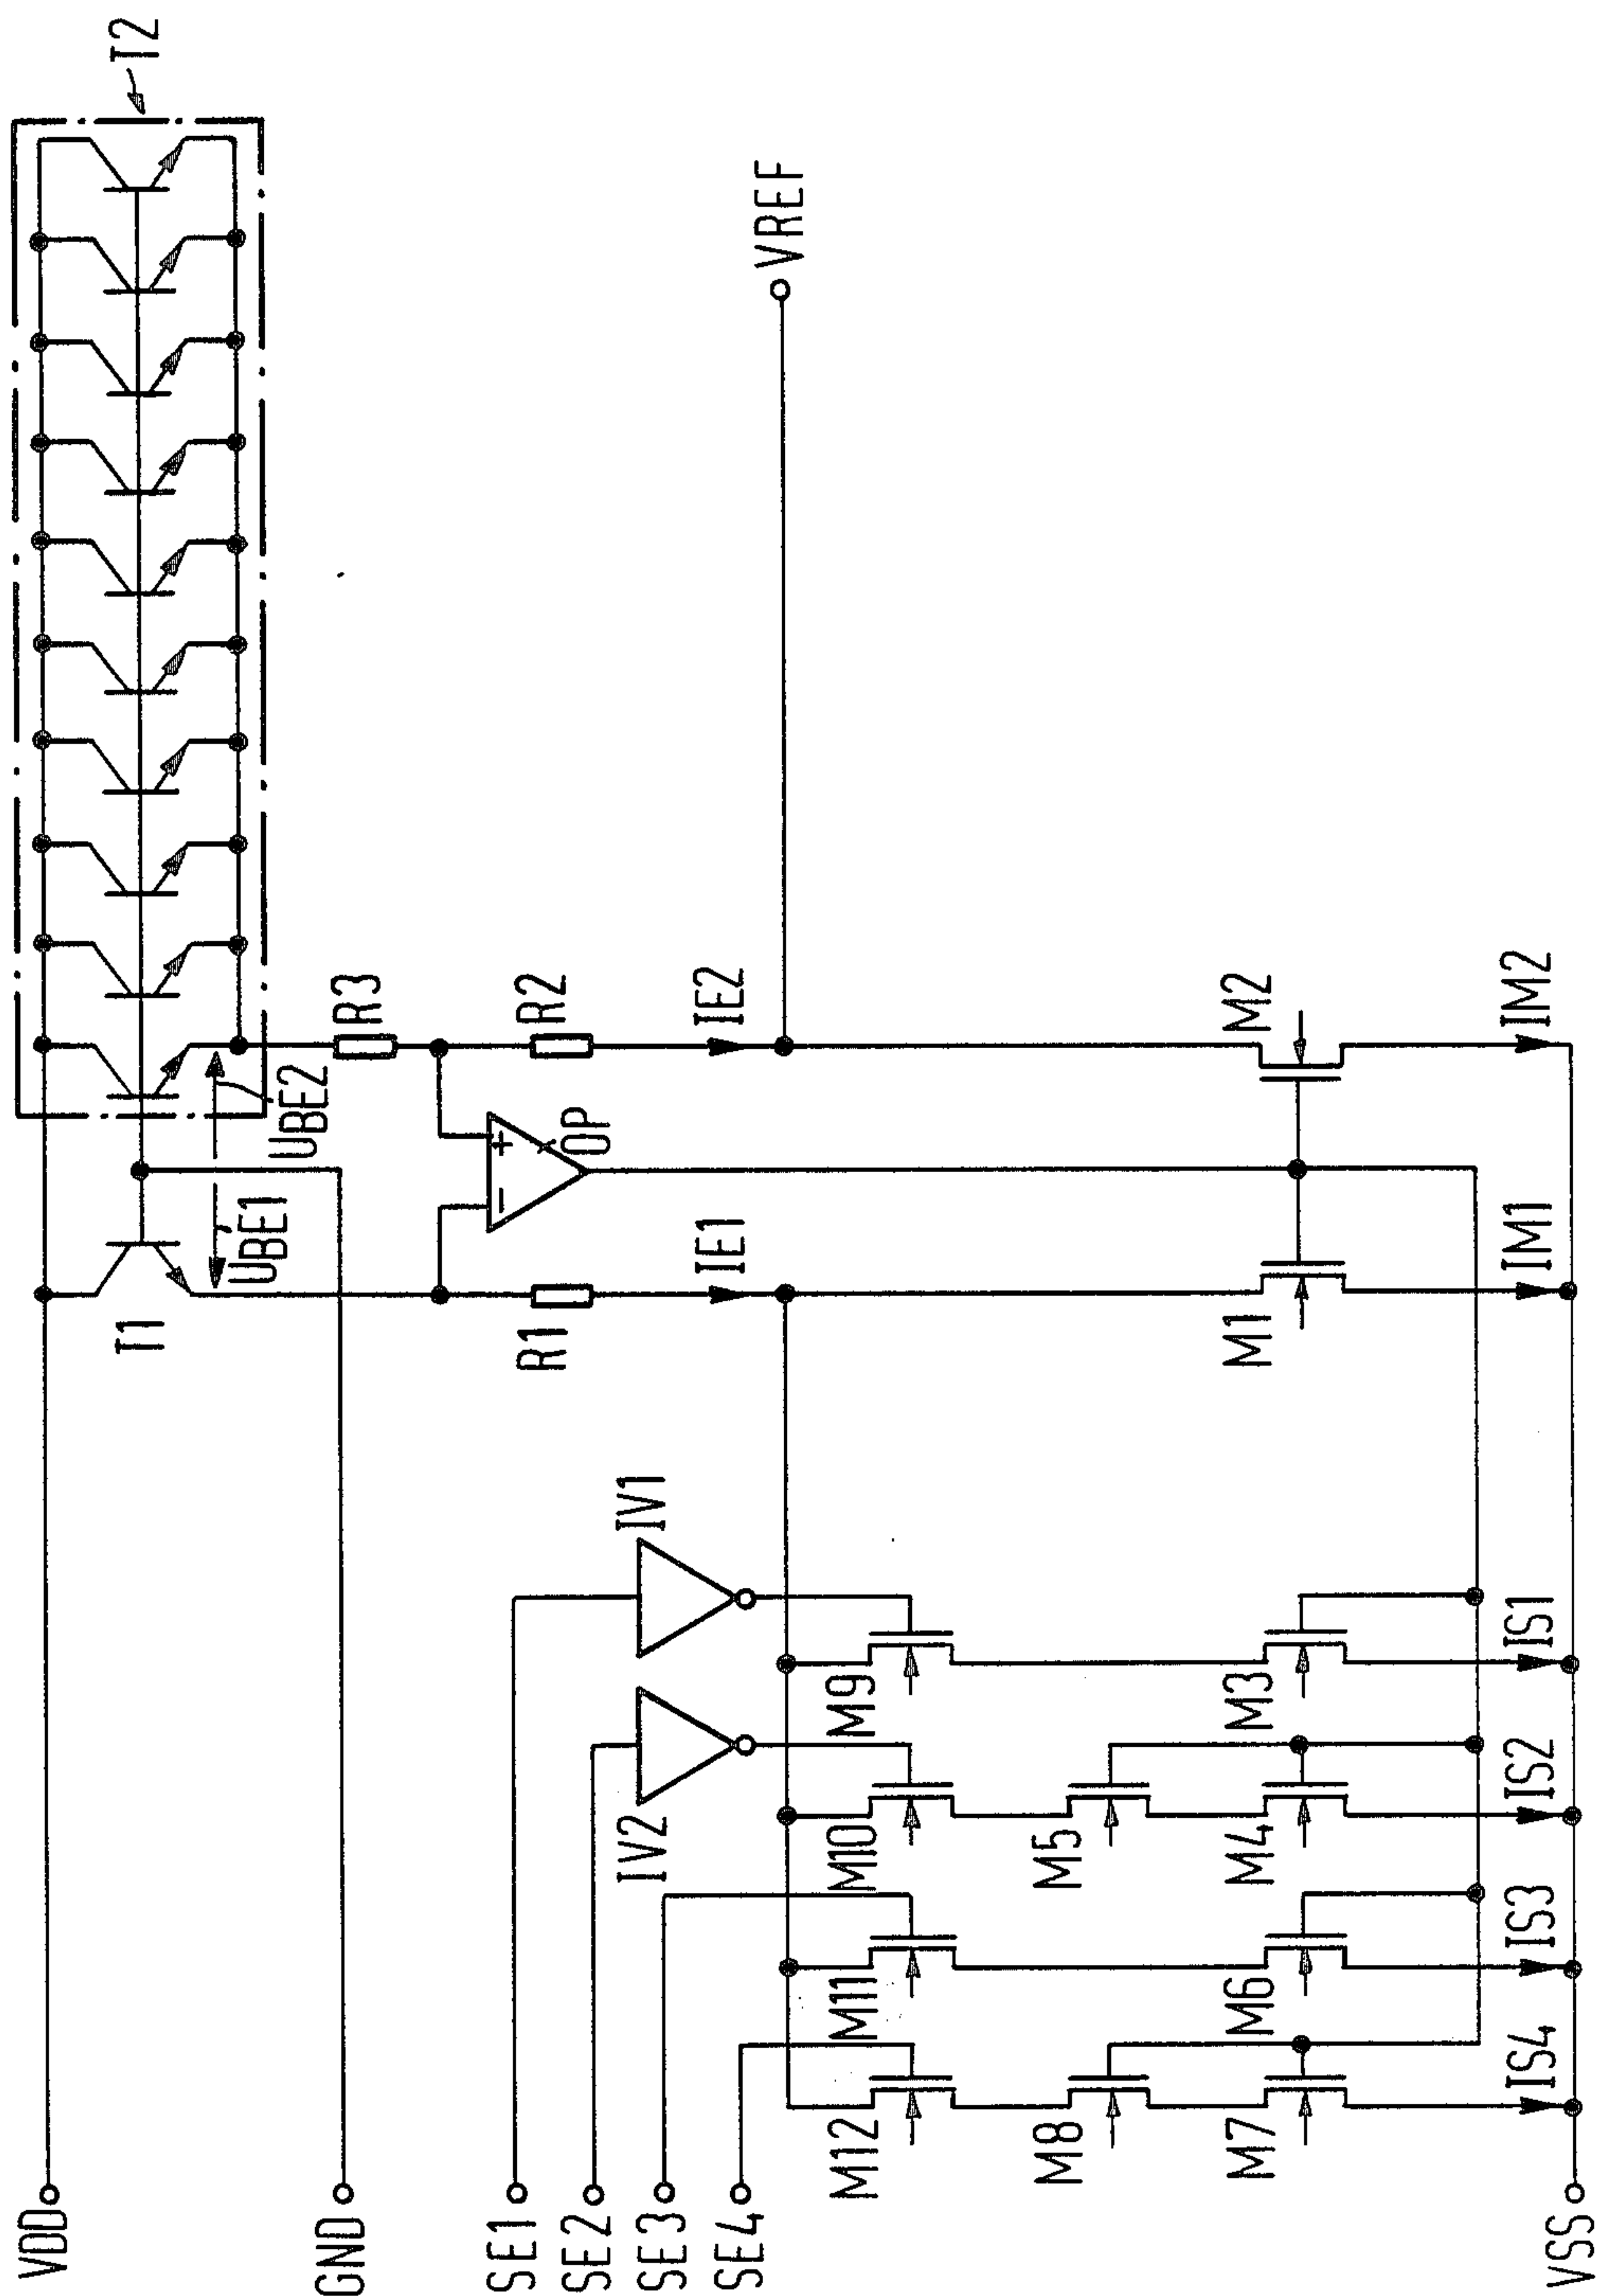 VDD
GND
SE1
SE2
SE3
SE4
VSS
T1
T2
UBE1
UBE2
R3
R1
R2
OP
+
−
IE1
IE2
VREF
IV1
IV2
M12
M11
M10
M9
M8
M5
M7
M6
M4
M3
M1
M2
IS4
IS3
IS2
IS1
IM1
IM2